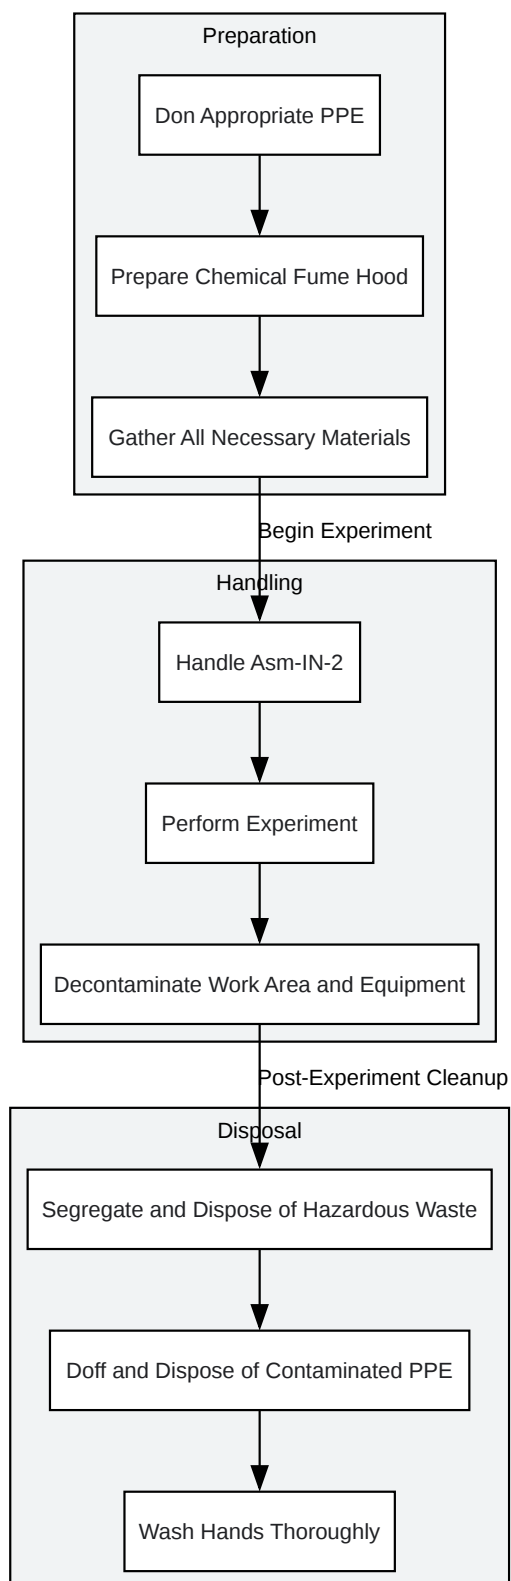 Preparation
Don Appropriate PPE
Prepare Chemical Fume Hood
Gather All Necessary Materials
Begin Experiment
Handling
Handle Asm-IN-2
Perform Experiment
Decontaminate Work Area and Equipment
Post-Experiment Cleanup
Disposal
Segregate and Dispose of Hazardous Waste
Doff and Dispose of Contaminated PPE
Wash Hands Thoroughly